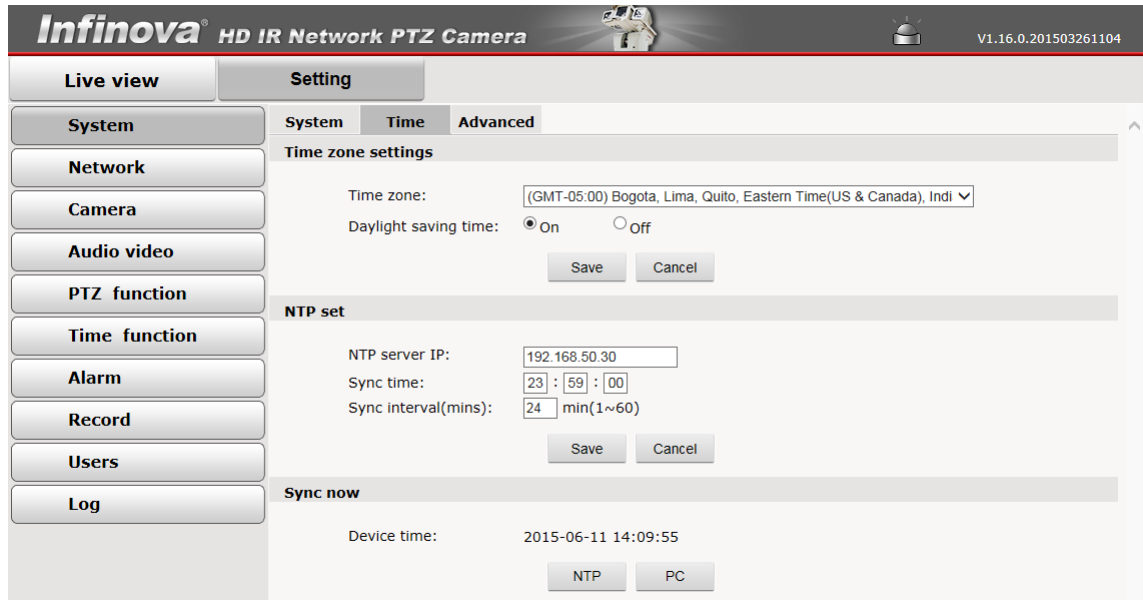 Infinova® HD IR Network PTZ Camera V1.16.0.201503261104
Live view Setting
System
Network
Camera
Audio video
PTZ function
Time function
Alarm
Record
Users
Log
System Time Advanced
Time zone settings
Time zone: (GMT-05:00) Bogota, Lima, Quito, Eastern Time(US & Canada), Indi
Daylight saving time: On Off
Save Cancel
NTP set
NTP server IP: 192.168.50.30
Sync time: 23 : 59 : 00
Sync interval(mins): 24 min(1~60)
Save Cancel
Sync now
Device time: 2015-06-11 14:09:55
NTP PC